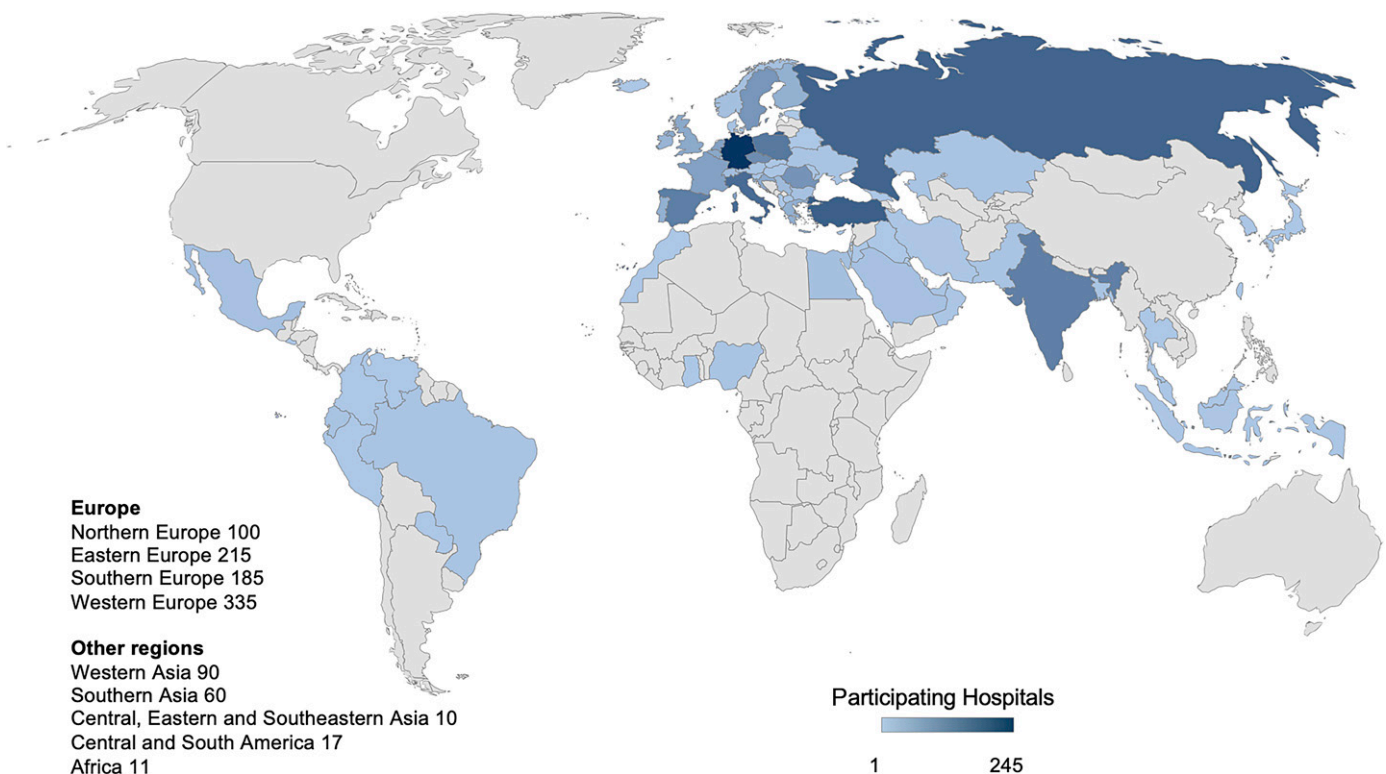 Europe
Northern Europe 100
Eastern Europe 215
Southern Europe 185
Western Europe 335
Other regions
Western Asia 90
Southern Asia 60
Central, Eastern and Southeastern Asia 10
Central and South America 17
Africa 11
Participating Hospitals
1 245